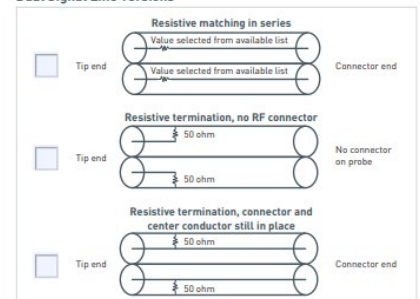 Resistive matching in series
Value selected from available list
Tip end
Connector end
Value selected from available list
Resistive termination, no RF connector
50 ohm
Tip end
No connector
on probe
50 ohm
Resistive termination, connector and
center conductor still in place
50 ohm
Tip end
Connector end
50 ohm